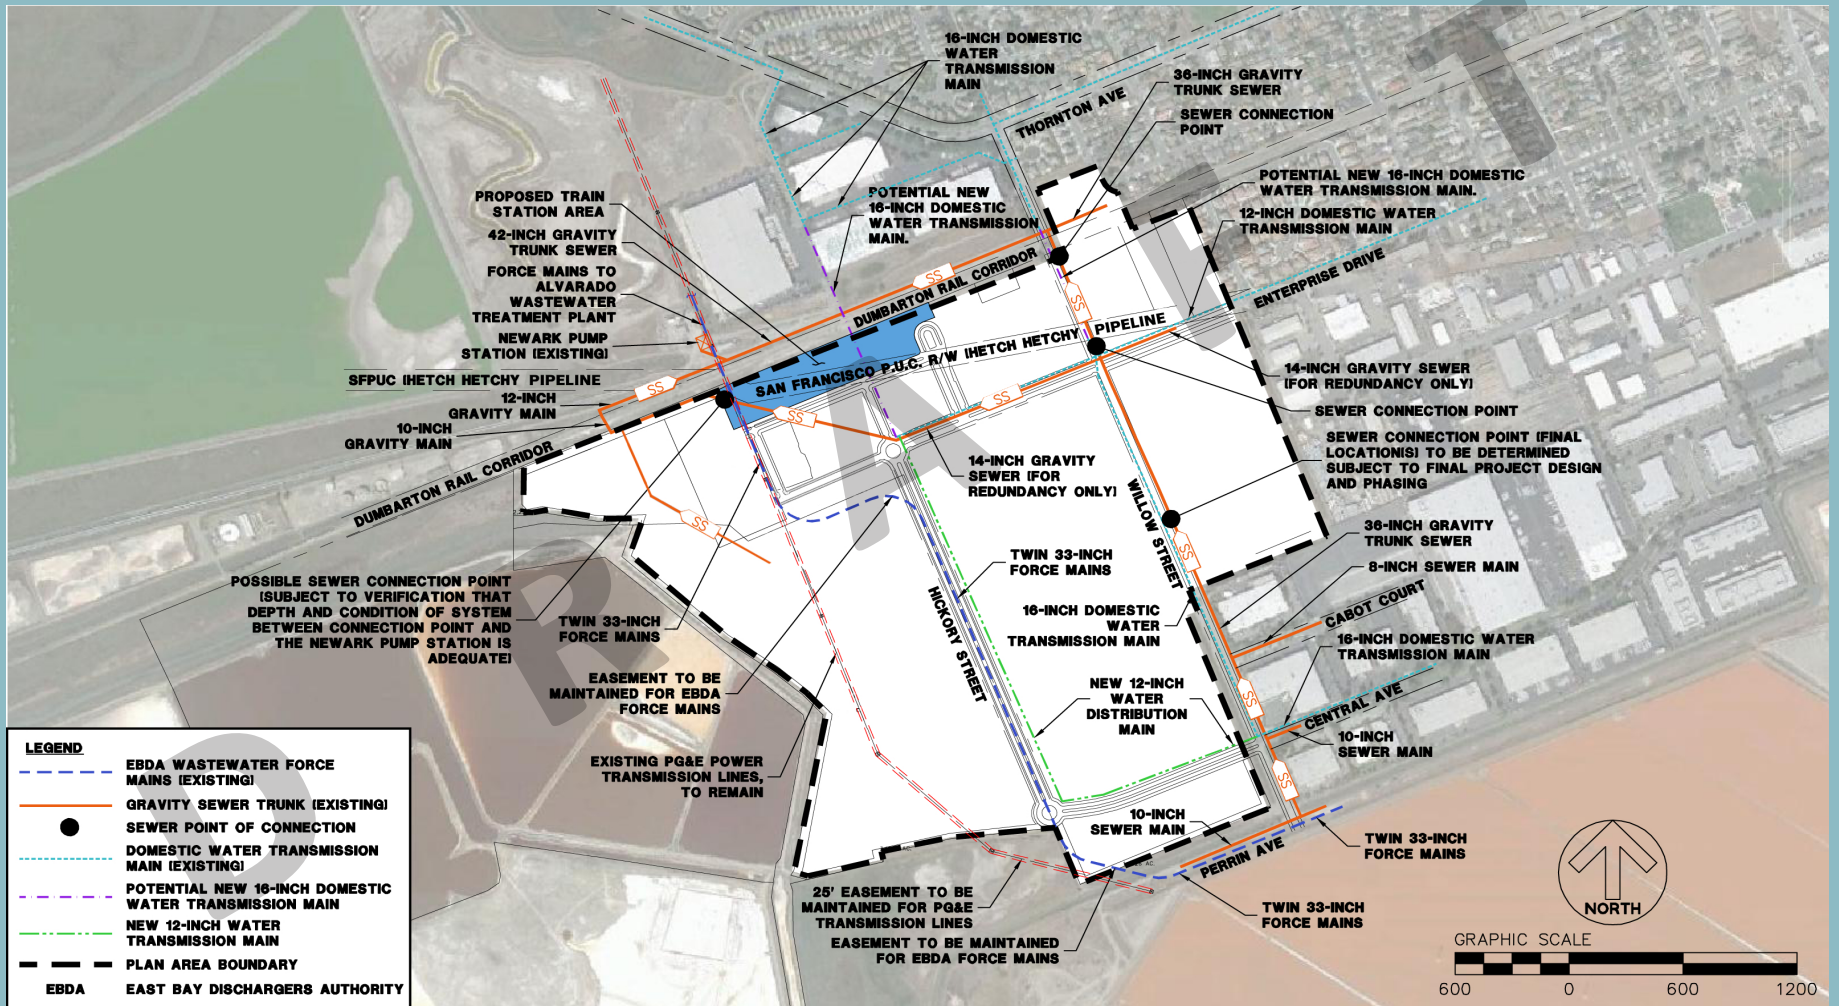 16-INCH DOMESTIC
WATER
TRANSMISSION
MAIN
36-INCH GRAVITY
TRUNK SEWER
THORNTON AVE
SEWER CONNECTION
POINT
POTENTIAL NEW 16-INCH DOMESTIC
WATER TRANSMISSION MAIN.
12-INCH DOMESTIC WATER
TRANSMISSION MAIN
POTENTIAL NEW
16-INCH DOMESTIC
WATER TRANSMISSION
MAIN.
PROPOSED TRAIN
STATION AREA
42-INCH GRAVITY
TRUNK SEWER
FORCE MAINS TO
ALVARADO
WASTEWATER
TREATMENT PLANT
NEWARK PUMP
STATION (EXISTING)
SFPUC (HETCH HETCHY PIPELINE
12-INCH
GRAVITY MAIN
10-INCH
GRAVITY MAIN
DUMBARTON RAIL CORRIDOR
DUMBARTON RAIL CORRIDOR
SAN FRANCISCO P.U.C. R/W (HETCH HETCHY PIPELINE
ENTERPRISE DRIVE
SS
SS
SS
SS
SS
SS
SS
SS
SS
14-INCH GRAVITY SEWER
(FOR REDUNDANCY ONLY)
SEWER CONNECTION POINT
SEWER CONNECTION POINT (FINAL
LOCATION(S) TO BE DETERMINED
SUBJECT TO FINAL PROJECT DESIGN
AND PHASING
14-INCH GRAVITY
SEWER (FOR
REDUNDANCY ONLY)
WILLOW STREET
36-INCH GRAVITY
TRUNK SEWER
8-INCH SEWER MAIN
CABOT COURT
16-INCH DOMESTIC WATER
TRANSMISSION MAIN
CENTRAL AVE
10-INCH
SEWER MAIN
TWIN 33-INCH
FORCE MAINS
16-INCH DOMESTIC
WATER
TRANSMISSION MAIN
HICKORY STREET
NEW 12-INCH
WATER
DISTRIBUTION
MAIN
POSSIBLE SEWER CONNECTION POINT
(SUBJECT TO VERIFICATION THAT
DEPTH AND CONDITION OF SYSTEM
BETWEEN CONNECTION POINT AND
THE NEWARK PUMP STATION IS
ADEQUATE)
TWIN 33-INCH
FORCE MAINS
EASEMENT TO BE
MAINTAINED FOR EBDA
FORCE MAINS
EXISTING PG&E POWER
TRANSMISSION LINES,
TO REMAIN
10-INCH
SEWER MAIN
PERRIN AVE
TWIN 33-INCH
FORCE MAINS
25' EASEMENT TO BE
MAINTAINED FOR PG&E
TRANSMISSION LINES
EASEMENT TO BE MAINTAINED
FOR EBDA FORCE MAINS
TWIN 33-INCH
FORCE MAINS
DRAFT
LEGEND
EBDA WASTEWATER FORCE
MAINS (EXISTING)
GRAVITY SEWER TRUNK (EXISTING)
SEWER POINT OF CONNECTION
DOMESTIC WATER TRANSMISSION
MAIN (EXISTING)
POTENTIAL NEW 16-INCH DOMESTIC
WATER TRANSMISSION MAIN
NEW 12-INCH WATER
TRANSMISSION MAIN
PLAN AREA BOUNDARY
EBDA EAST BAY DISCHARGERS AUTHORITY
NORTH
GRAPHIC SCALE
600 0 600 1200